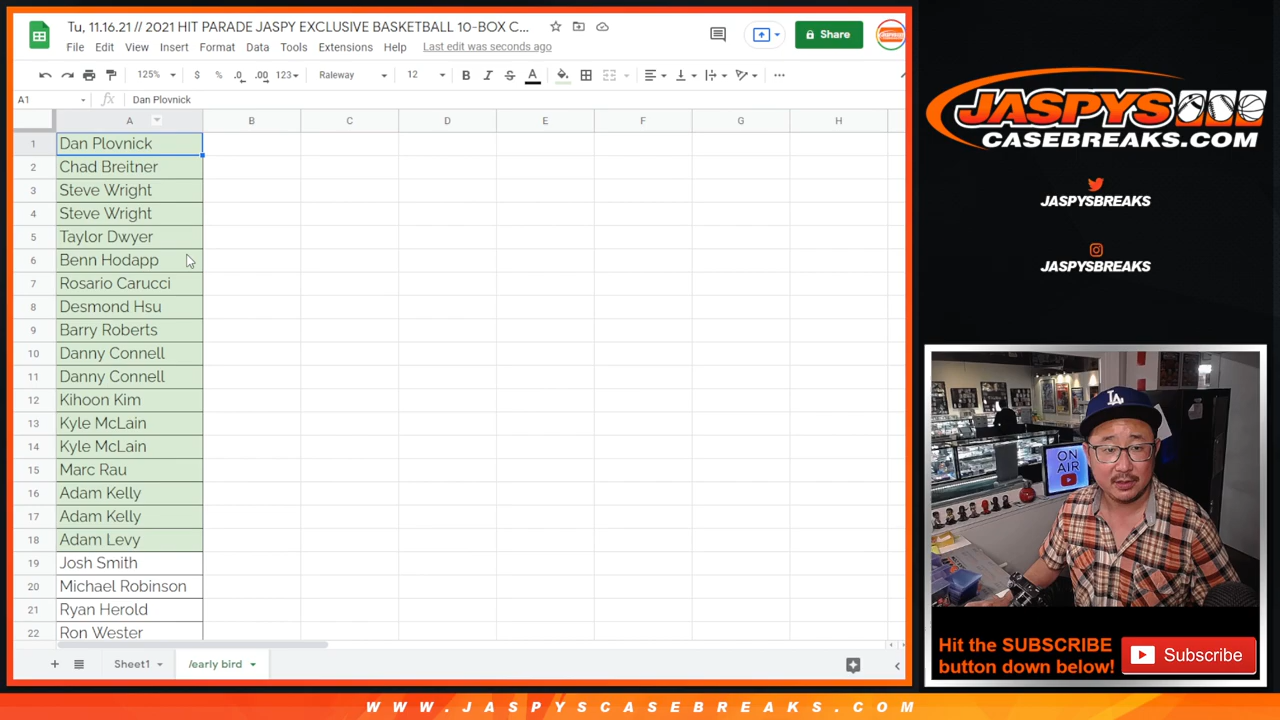 Tu, 11.16.21 // 2021 HIT PARADE JASPY EXCLUSIVE BASKETBALL 10-BOX C...
File Edit View Insert Format Data Tools Extensions Help Last edit was seconds ago
Share
125% $ % .0 .00 123 Raleway 12 B I S A
A1 fx Dan Plovnick
A B C D E F G H
1 Dan Plovnick
2 Chad Breitner
3 Steve Wright
4 Steve Wright
5 Taylor Dwyer
6 Benn Hodapp
7 Rosario Carucci
8 Desmond Hsu
9 Barry Roberts
10 Danny Connell
11 Danny Connell
12 Kihoon Kim
13 Kyle McLain
14 Kyle McLain
15 Marc Rau
16 Adam Kelly
17 Adam Kelly
18 Adam Levy
19 Josh Smith
20 Michael Robinson
21 Ryan Herold
22 Ron Wester
Sheet1 /early bird
JASPYS
CASEBREAKS.COM
JASPYSBREAKS
JASPYSBREAKS
LA
ON
AIR
Hit the SUBSCRIBE
button down below!
Subscribe
WWW.JASPYSCASEBREAKS.COM